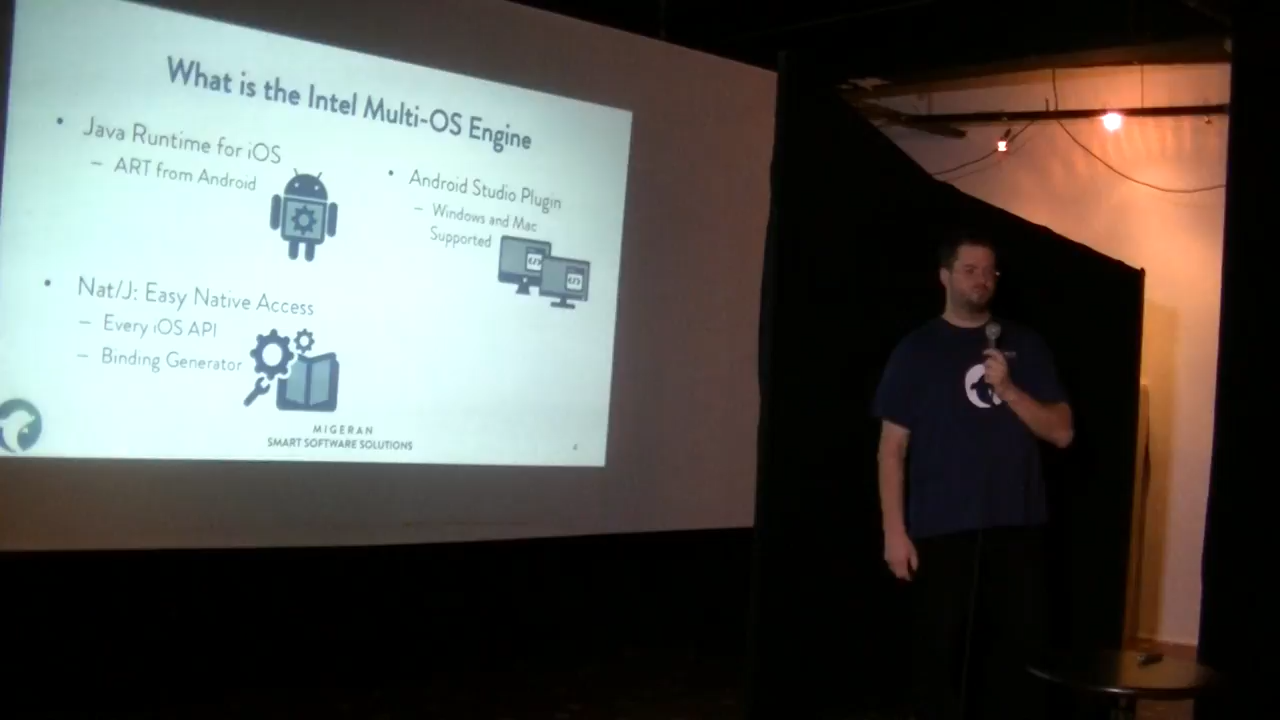 What is the Intel Multi-OS Engine
• Java Runtime for iOS
– ART from Android
• Nat/J: Easy Native Access
– Every iOS API
– Binding Generator
• Android Studio Plugin
– Windows and Mac
Supported
</>
</>
MIGERAN
SMART SOFTWARE SOLUTIONS
4